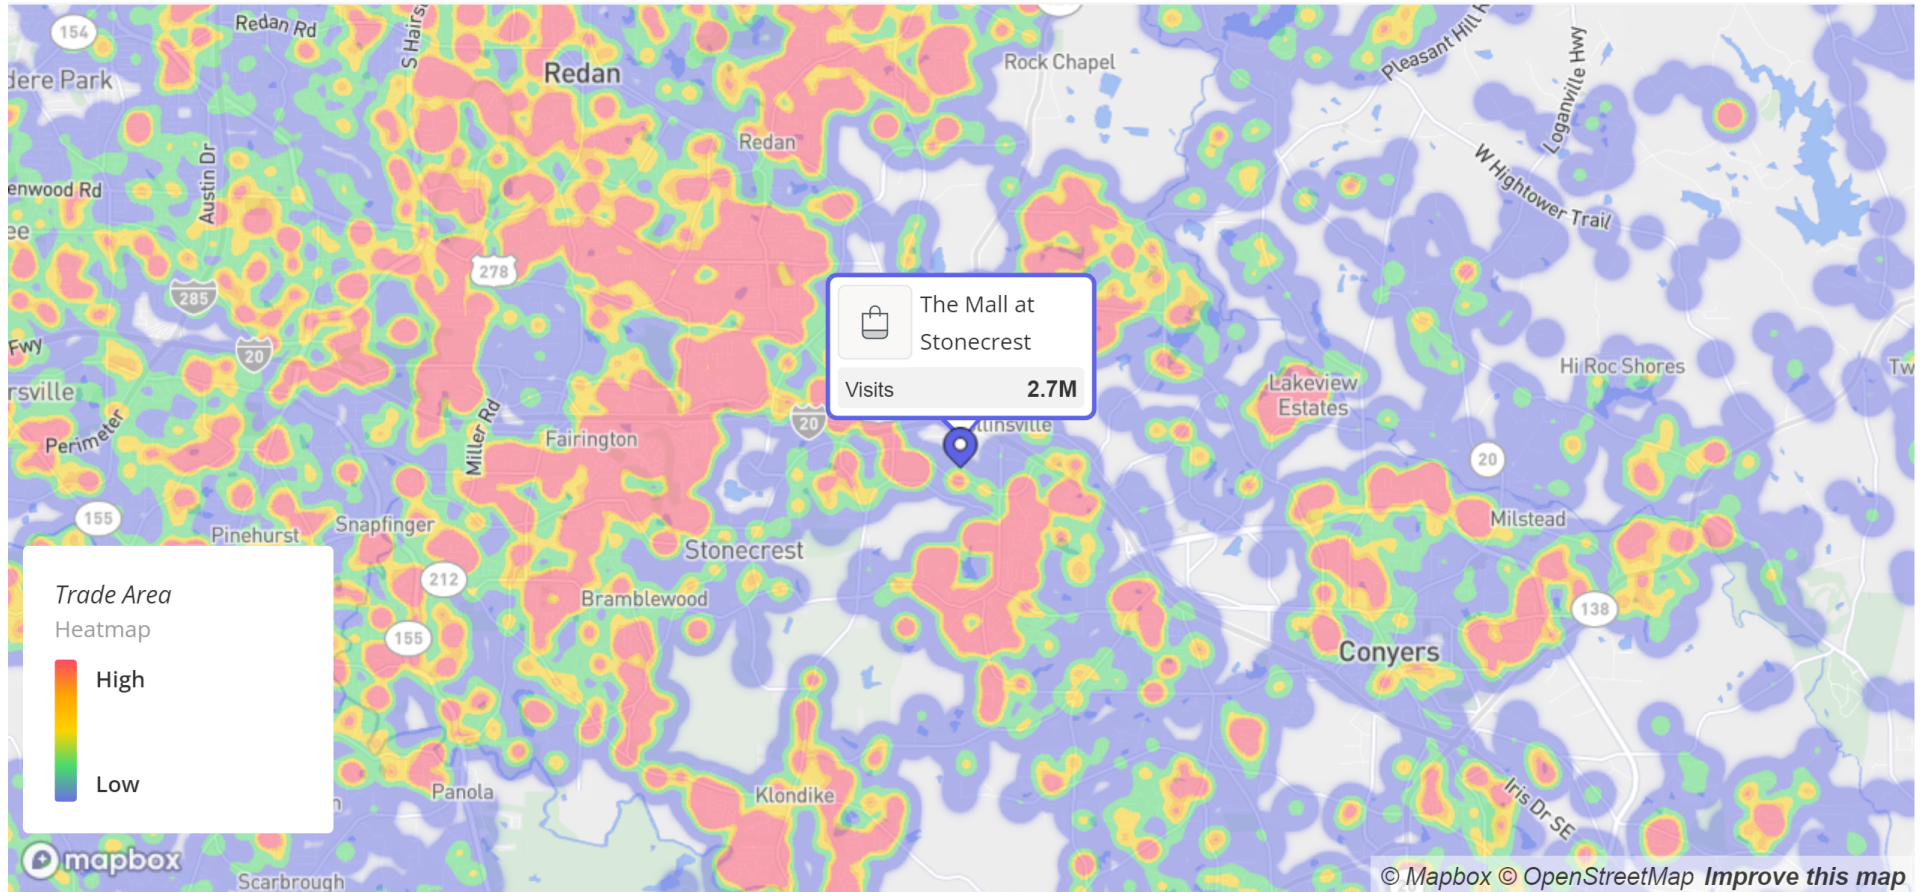 154
Redan Rd
S Hairs
Redan
Rock Chapel
Pleasant Hill R
Loganville Hwy
dere Park
Redan
W Hightower Trail
Austin Dr
enwood Rd
ee
278
285
The Mall at
Stonecrest
Visits 2.7M
20
Fwy
rsville
Perimeter
Miller Rd
Fairington
20
llinsville
Lakeview
Estates
Hi Roc Shores
Tw
20
155
Pinehurst
Snapfinger
Stonecrest
Milstead
212
Bramblewood
138
155
Conyers
Trade Area
Heatmap
High
Low
Panola
n
Klondike
Iris Dr SE
mapbox
Scarbrough
© Mapbox © OpenStreetMap Improve this map